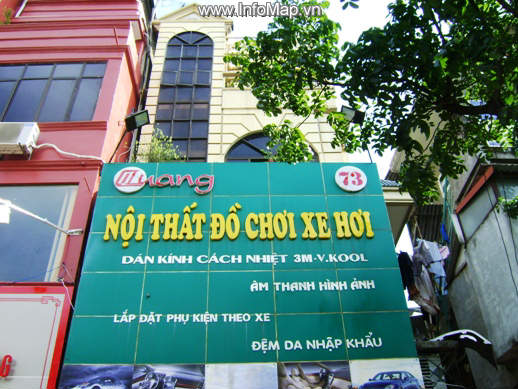 www.InfoMap.vn
Quang
73
NỘI THẤT ĐỒ CHƠI XE HƠI
DÁN KÍNH CÁCH NHIỆT 3M-V.KOOL
ÂM THANH HÌNH ẢNH
LẮP ĐẶT PHỤ KIỆN THEO XE
ĐỆM DA NHẬP KHẨU